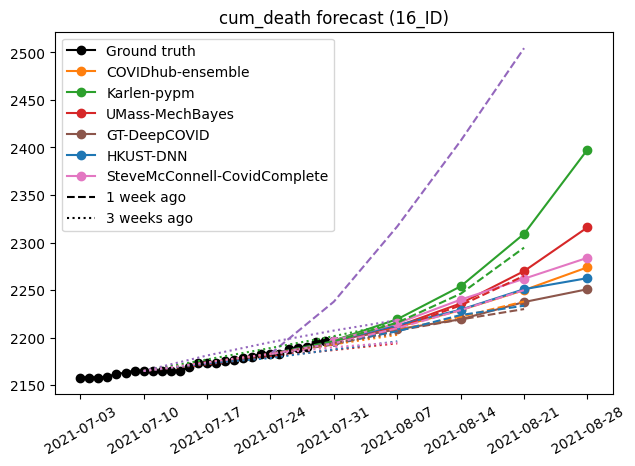 cum_death forecast (16_ID)
2500
2450
2400
2350
2300
2250
2200
2150
Ground truth
COVIDhub-ensemble
Karlen-pypm
UMass-MechBayes
GT-DeepCOVID
HKUST-DNN
SteveMcConnell-CovidComplete
1 week ago
3 weeks ago
2021-07-03
2021-07-10
2021-07-17
2021-07-24
2021-07-31
2021-08-07
2021-08-14
2021-08-21
2021-08-28